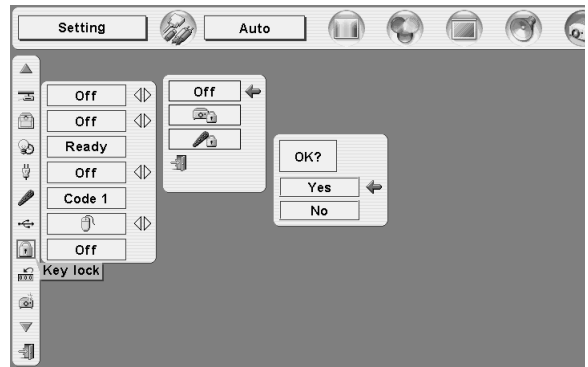 Setting
Auto
Off
Off
Ready
Off
Code 1
Off
Key lock
Off
OK?
Yes
No